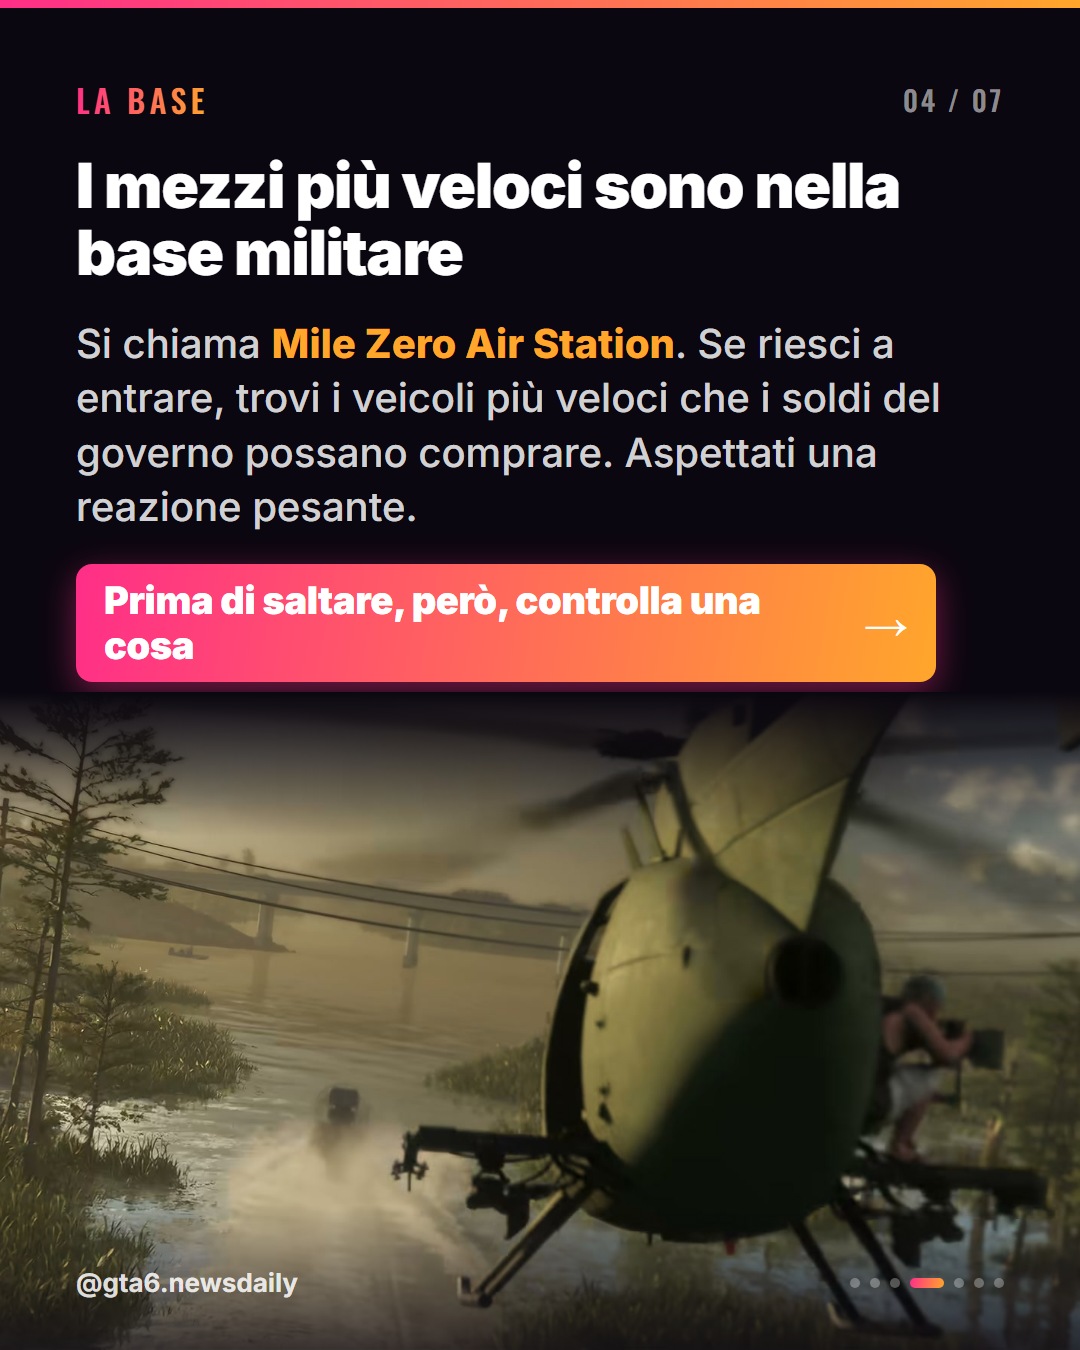 LA BASE
04 / 07
I mezzi più veloci sono nella
base militare
Si chiama Mile Zero Air Station. Se riesci a
entrare, trovi i veicoli più veloci che i soldi del
governo possano comprare. Aspettati una
reazione pesante.
Prima di saltare, però, controlla una
cosa
→
@gta6.newsdaily